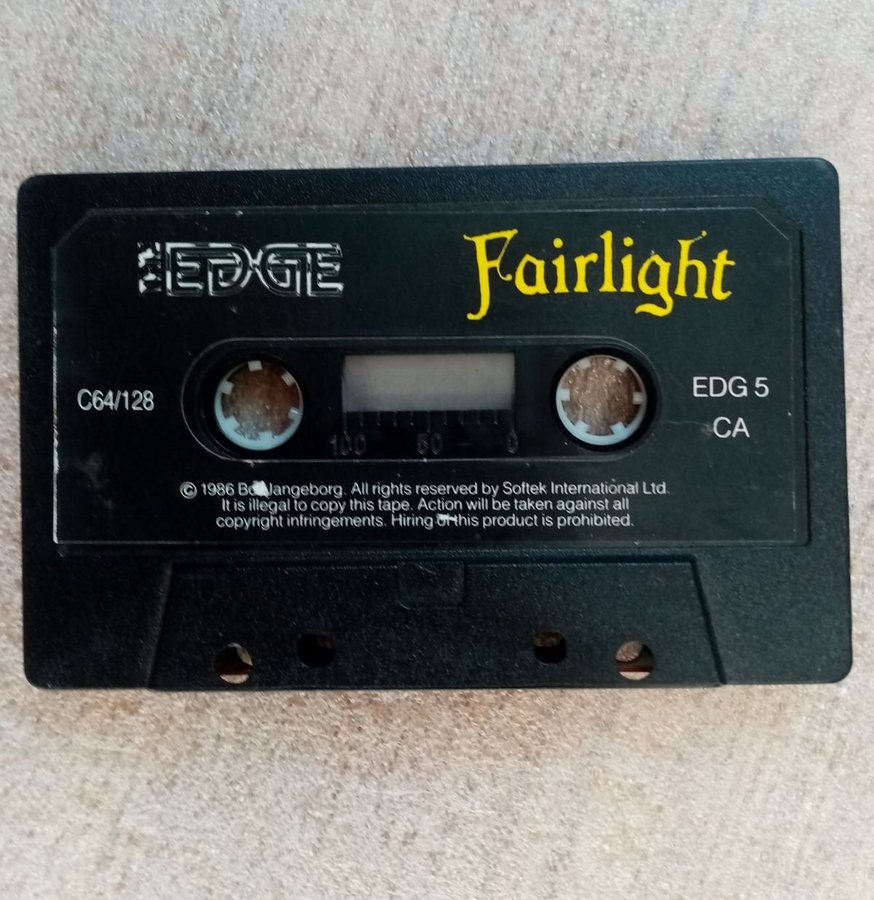 THE EDGE
Fairlight
C64/128
EDG 5
CA
100 50 0
© 1986 Bo Jangeborg. All rights reserved by Softek International Ltd.
It is illegal to copy this tape. Action will be taken against all
copyright infringements. Hiring of this product is prohibited.